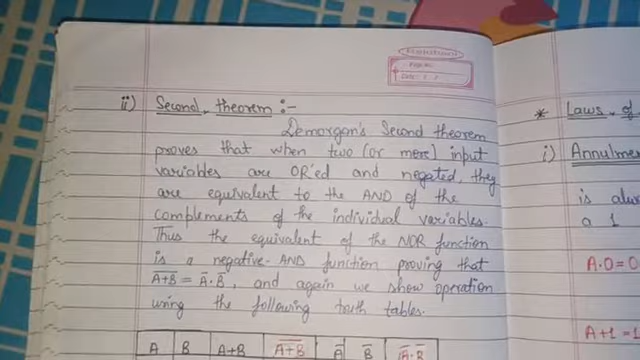 ii) Second theorem :-
Demorgan's Second theorem
proves that when two (or more) input
variables are OR'ed and negated, they
are equivalent to the AND of the
complements of the individual variables.
Thus the equivalent of the NOR function
is a negative-AND function proving that
A̅+̅B̅ = A̅.B̅, and again we show operation
using the following truth tables.
A B A+B A̅+̅B̅ A̅ B̅ A̅.B̅
* Laws of
i) Annulme
is alwa
a 1
A.0=0
A+1=1